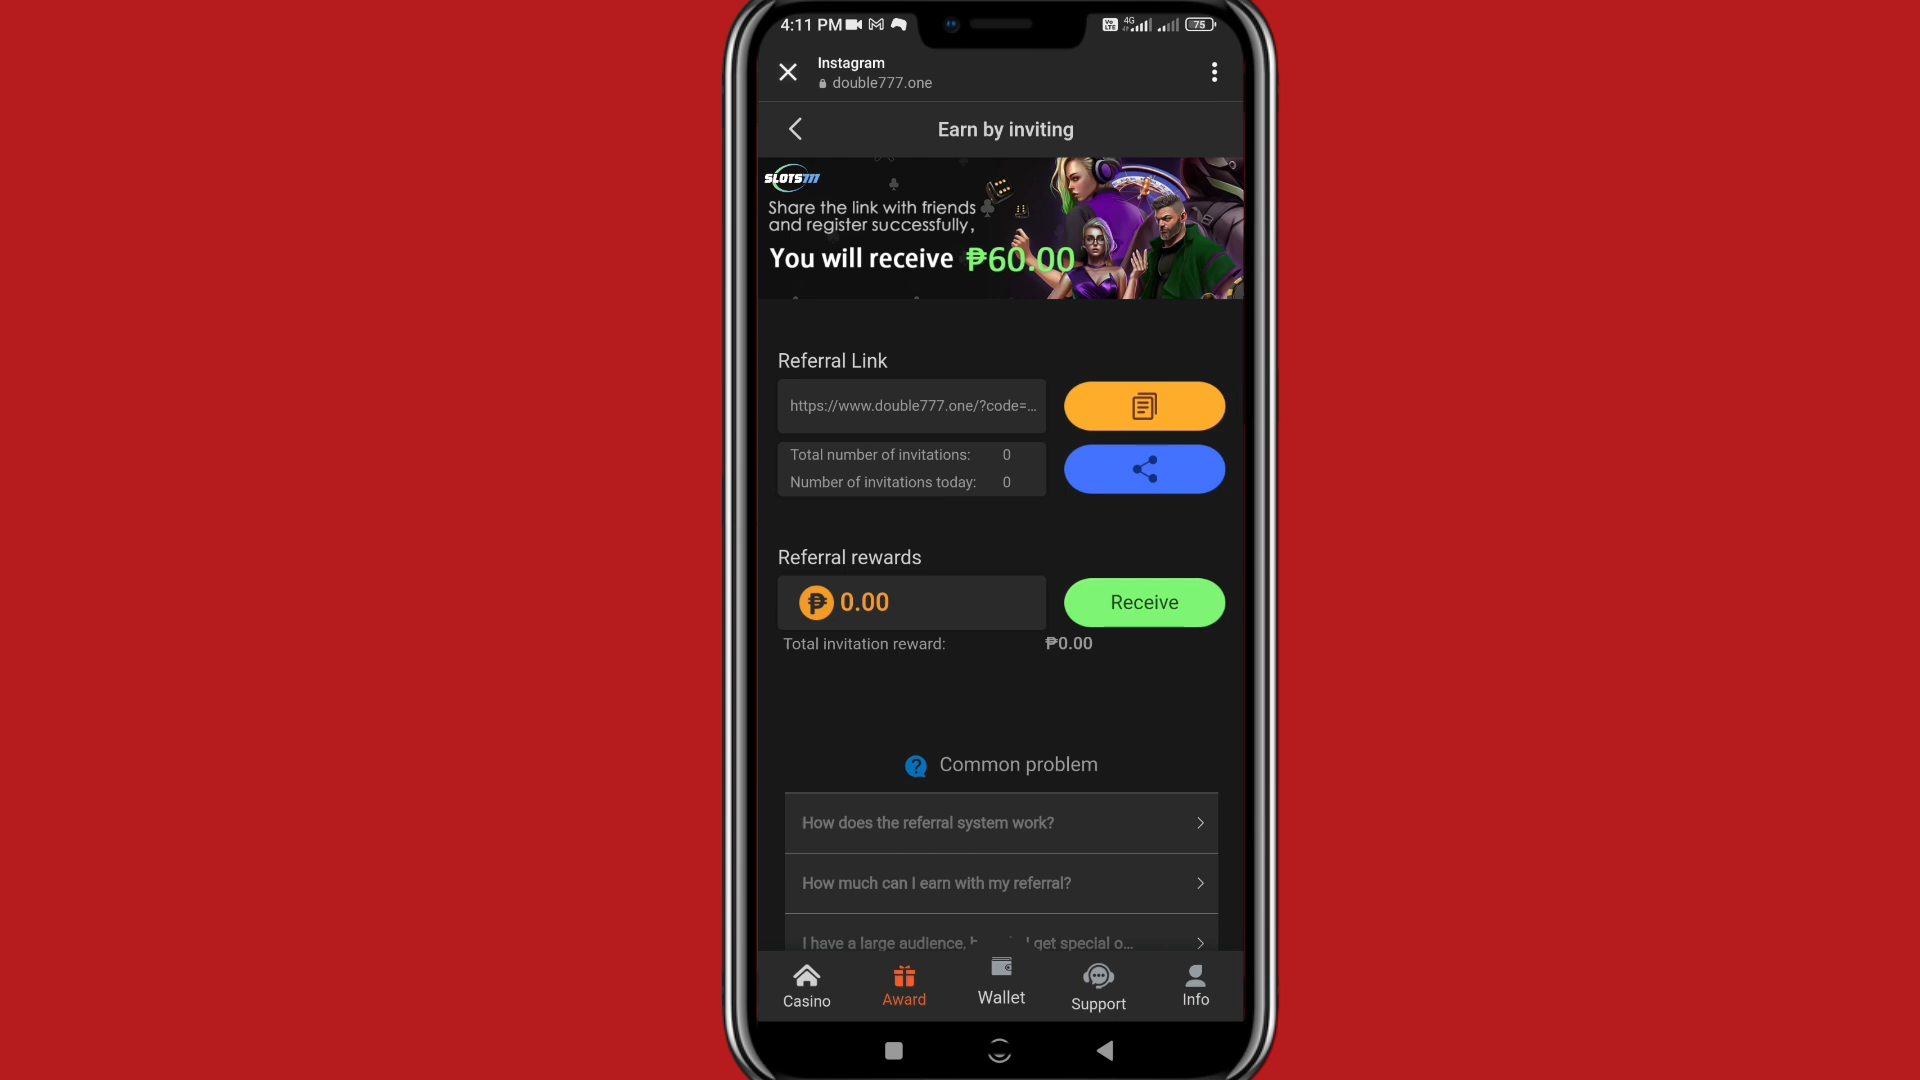 4:11 PM
4G
75
Instagram
double777.one
Earn by inviting
SLOTS777
Share the link with friends
and register successfully,
You will receive ₱60.00
Referral Link
https://www.double777.one/?code=...
Total number of invitations: 0
Number of invitations today: 0
Referral rewards
₱ 0.00
Receive
Total invitation reward: ₱0.00
Common problem
How does the referral system work?
How much can I earn with my referral?
I have a large audience, get special o...
Casino
Award
Wallet
Support
Info